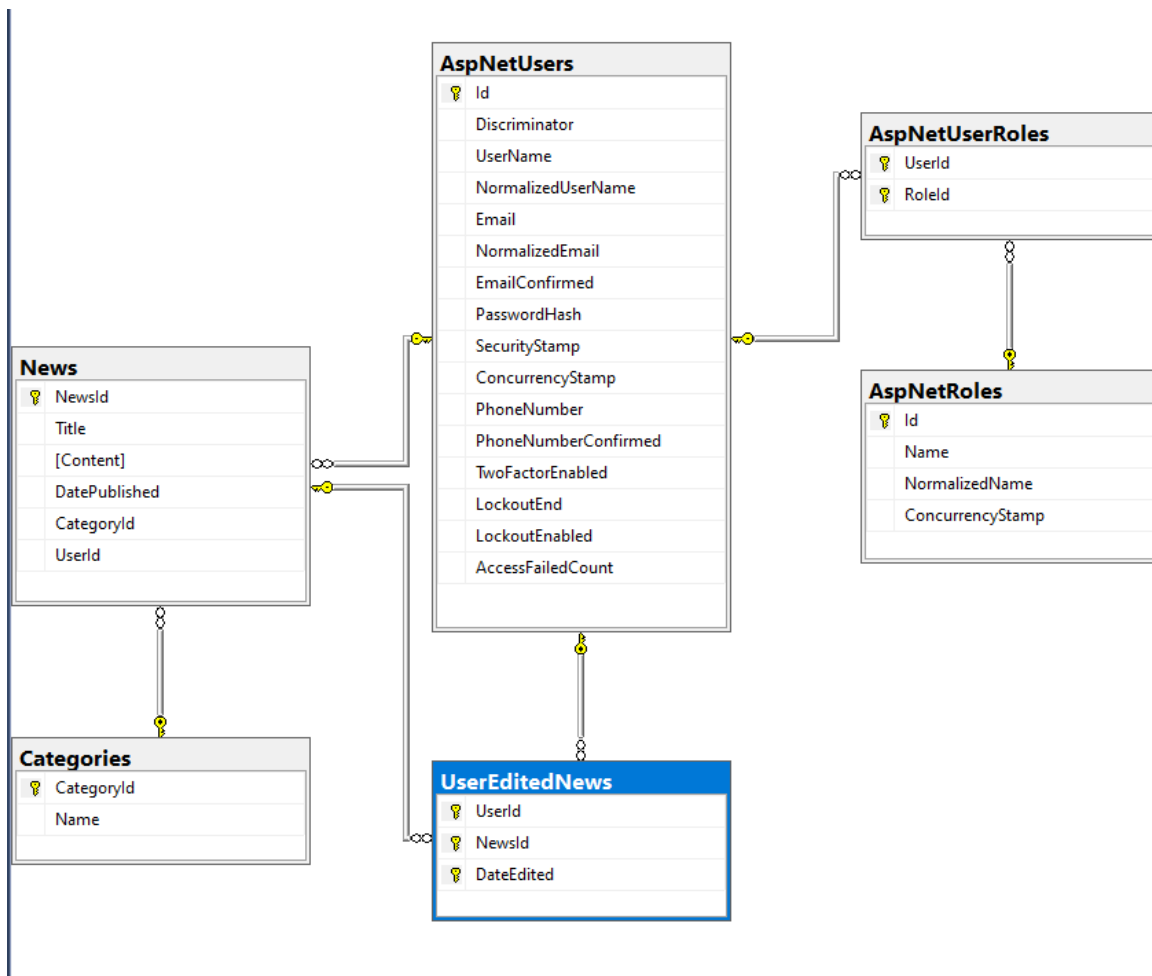 AspNetUsers
Id
Discriminator
UserName
NormalizedUserName
Email
NormalizedEmail
EmailConfirmed
PasswordHash
SecurityStamp
ConcurrencyStamp
PhoneNumber
PhoneNumberConfirmed
TwoFactorEnabled
LockoutEnd
LockoutEnabled
AccessFailedCount
AspNetUserRoles
UserId
RoleId
News
NewsId
Title
[Content]
DatePublished
CategoryId
UserId
AspNetRoles
Id
Name
NormalizedName
ConcurrencyStamp
Categories
CategoryId
Name
UserEditedNews
UserId
NewsId
DateEdited